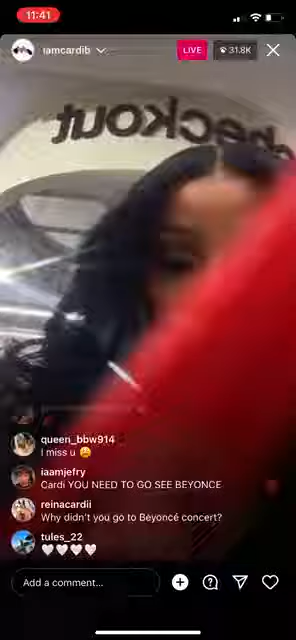 11:41
iamcardib
LIVE
31.8K
checkout
queen_bbw914
I miss u 😩
iaamjefry
Cardi YOU NEED TO GO SEE BEYONCE
reinacardii
Why didn't you go to Beyoncé concert?
tules_22
🤍🤍🤍🤍
Add a comment...